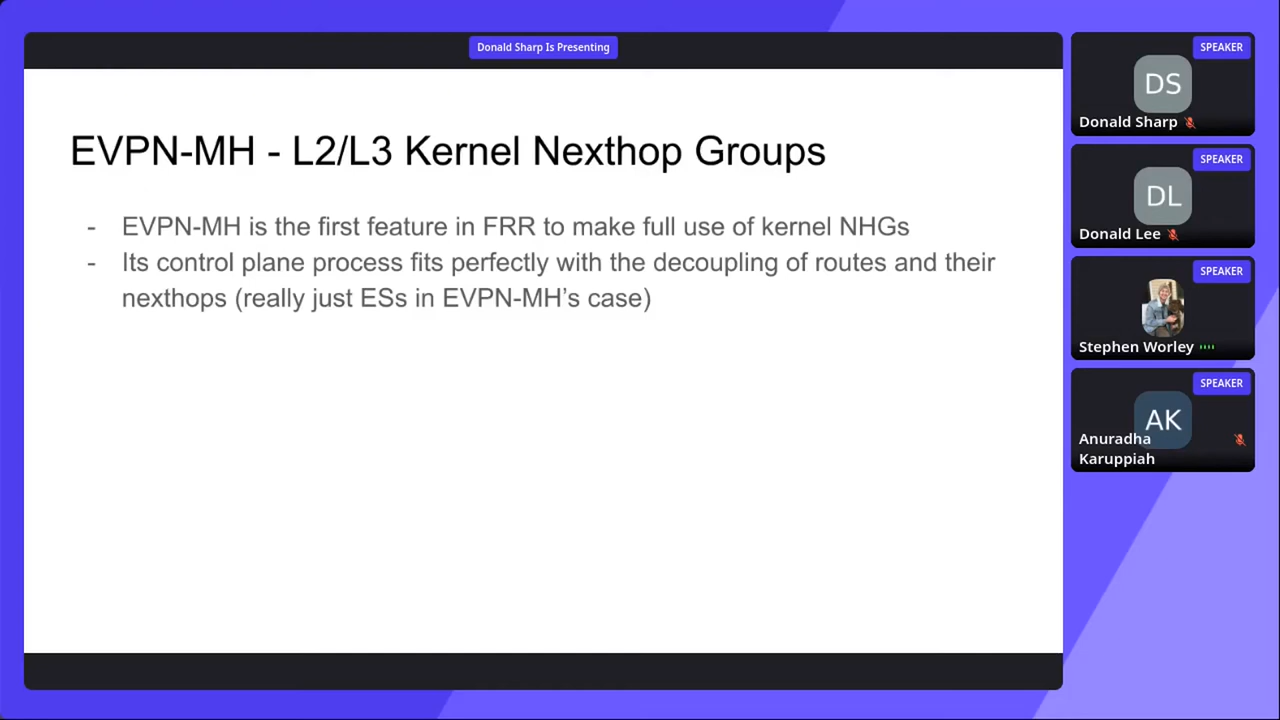 Donald Sharp Is Presenting
EVPN-MH - L2/L3 Kernel Nexthop Groups
- EVPN-MH is the first feature in FRR to make full use of kernel NHGs
- Its control plane process fits perfectly with the decoupling of routes and their
nexthops (really just ESs in EVPN-MH’s case)
SPEAKER
DS
Donald Sharp
SPEAKER
DL
Donald Lee
SPEAKER
Stephen Worley
SPEAKER
AK
Anuradha
Karuppiah